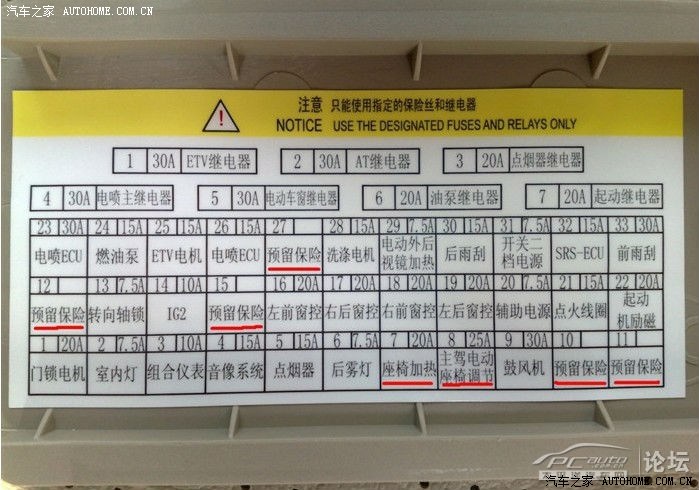 汽车之家 AUTOHOME.COM.CN
注意 只能使用指定的保险丝和继电器
NOTICE USE THE DESIGNATED FUSES AND RELAYS ONLY
1 30A ETV继电器 2 30A AT继电器 3 20A 点烟器继电器
4 30A 电喷主继电器 5 30A 电动车窗继电器 6 20A 油泵继电器 7 20A 起动继电器
23 30A 24 15A 25 15A 26 15A 27 28 15A 29 7.5A 30 15A 31 7.5A 32 15A 33 30A
电喷ECU 燃油泵 ETV电机 电喷ECU 预留保险 洗涤电机 电动外后视镜加热 后雨刮 开关二档电源 SRS-ECU 前雨刮
12 13 7.5A 14 10A 15 16 20A 17 20A 18 20A 19 20A 20 7.5A 21 15A 22 20A
预留保险 转向轴锁 IG2 预留保险 左前窗控 右后窗控 右前窗控 左后窗控 辅助电源 点火线圈 起动机励磁
1 20A 2 7.5A 3 10A 4 15A 5 15A 6 7.5A 7 20A 8 25A 9 30A 10 11
门锁电机 室内灯 组合仪表 音像系统 点烟器 后雾灯 座椅加热 主驾电动座椅调节 鼓风机 预留保险 预留保险
PCauto 论坛
汽车之家 AUTOHOME.COM.CN